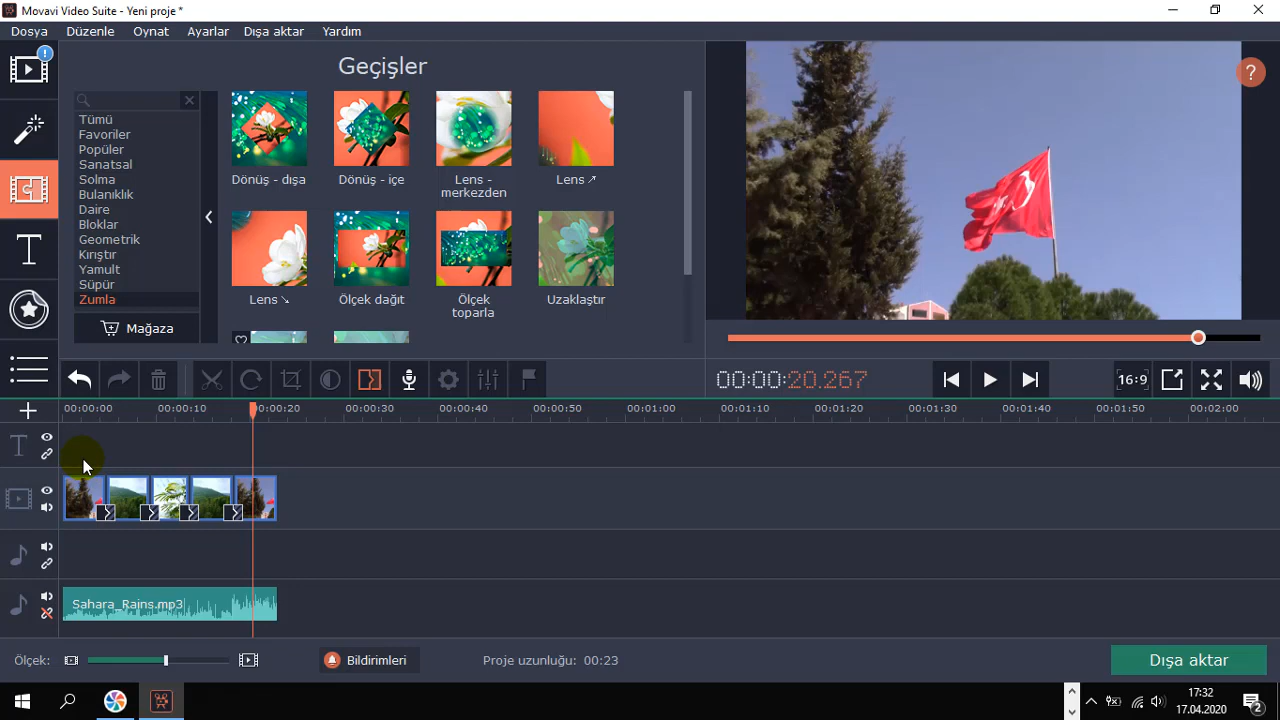 Movavi Video Suite - Yeni proje *
Dosya Düzenle Oynat Ayarlar Dışa aktar Yardım
Geçişler
Tümü
Favoriler
Popüler
Sanatsal
Solma
Bulanıklık
Daire
Bloklar
Geometrik
Kırıştır
Yamult
Süpür
Zumla
Mağaza
Dönüş - dışa
Dönüş - içe
Lens -
merkezden
Lens ↗
Lens ↘
Ölçek
dağıt
Ölçek
toparla
Uzaklaştır
?
00:00:20.267
16:9
00:00:00 00:00:10 00:00:20 00:00:30 00:00:40 00:00:50 00:01:00 00:01:10 00:01:20 00:01:30 00:01:40 00:01:50 00:02:00
Sahara_Rains.mp3
Ölçek:
Bildirimleri
Proje uzunluğu: 00:23
Dışa aktar
17:32
17.04.2020
2